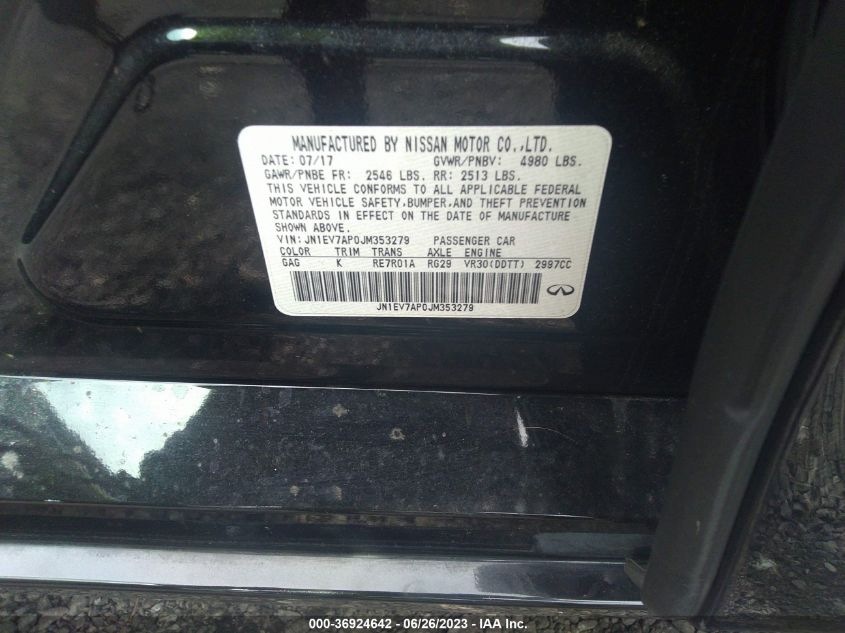 MANUFACTURED BY NISSAN MOTOR CO.,LTD.
DATE: 07/17 GVWR/PNBV: 4980 LBS.
GAWR/PNBE FR: 2546 LBS. RR: 2513 LBS.
THIS VEHICLE CONFORMS TO ALL APPLICABLE FEDERAL
MOTOR VEHICLE SAFETY,BUMPER,AND THEFT PREVENTION
STANDARDS IN EFFECT ON THE DATE OF MANUFACTURE
SHOWN ABOVE.
VIN: JN1EV7AP0JM353279 PASSENGER CAR
COLOR TRIM TRANS AXLE ENGINE
GAG K RE7R01A RG29 VR30(DDTT) 2997CC
JN1EV7AP0JM353279
000-36924642 - 06/26/2023 - IAA Inc.